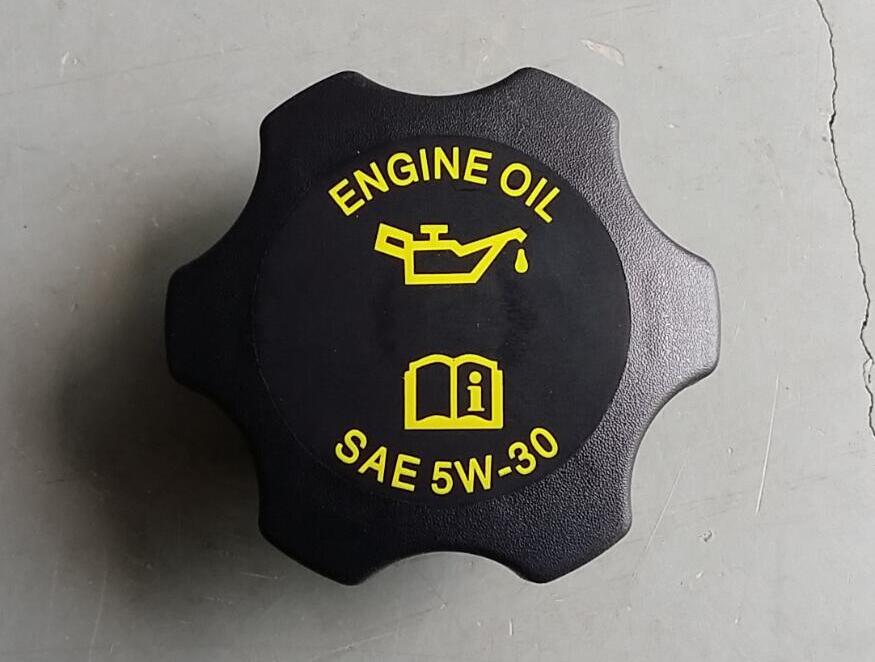 ENGINE OIL
i
SAE 5W-30